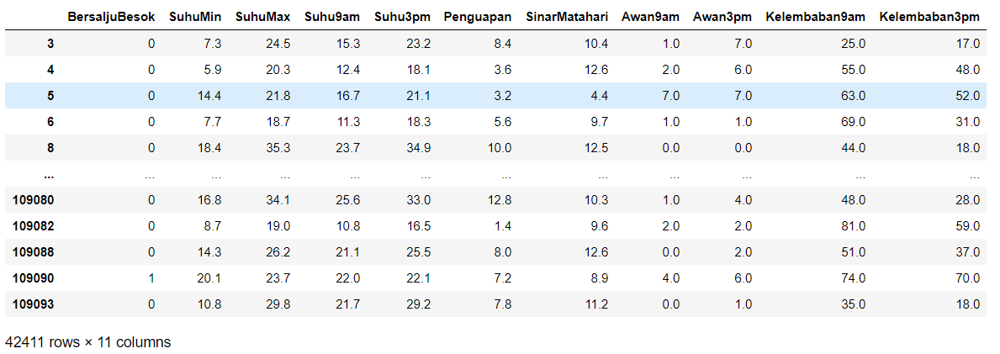 BersaljuBesok SuhuMin SuhuMax Suhu9am Suhu3pm Penguapan SinarMatahari Awan9am Awan3pm Kelembaban9am Kelembaban3pm
3 0 7.3 24.5 15.3 23.2 8.4 10.4 1.0 7.0 25.0 17.0
4 0 5.9 20.3 12.4 18.1 3.6 12.6 2.0 6.0 55.0 48.0
5 0 14.4 21.8 16.7 21.1 3.2 4.4 7.0 7.0 63.0 52.0
6 0 7.7 18.7 11.3 18.3 5.6 9.7 1.0 1.0 69.0 31.0
8 0 18.4 35.3 23.7 34.9 10.0 12.5 0.0 0.0 44.0 18.0
... ... ... ... ... ... ... ... ... ... ... ...
109080 0 16.8 34.1 25.6 33.0 12.8 10.3 1.0 4.0 48.0 28.0
109082 0 8.7 19.0 10.8 16.5 1.4 9.6 2.0 2.0 81.0 59.0
109088 0 14.3 26.2 21.1 25.5 8.0 12.6 0.0 2.0 51.0 37.0
109090 1 20.1 23.7 22.0 22.1 7.2 8.9 4.0 6.0 74.0 70.0
109093 0 10.8 29.8 21.7 29.2 7.8 11.2 0.0 1.0 35.0 18.0
42411 rows × 11 columns